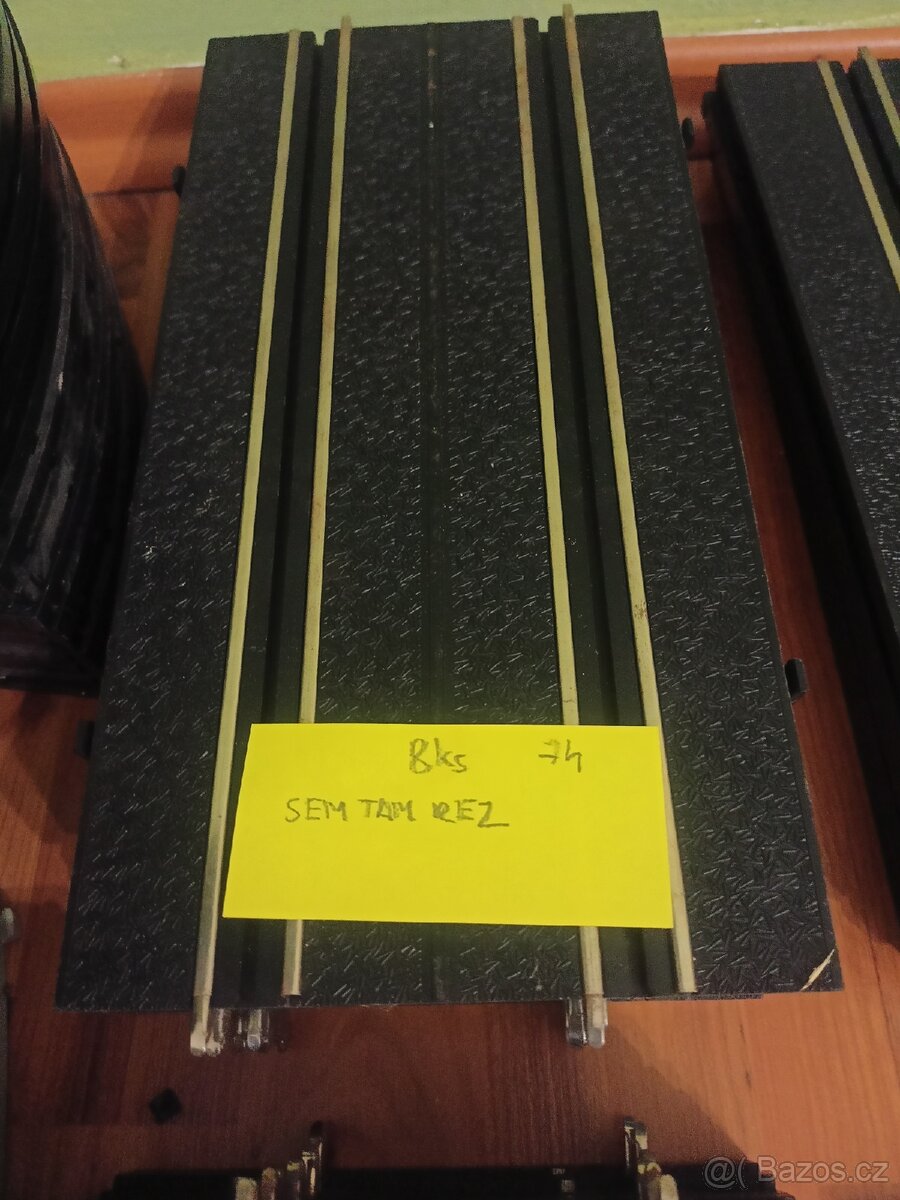 8ks 74
SEM TAM REZ
@ Bazos.cz